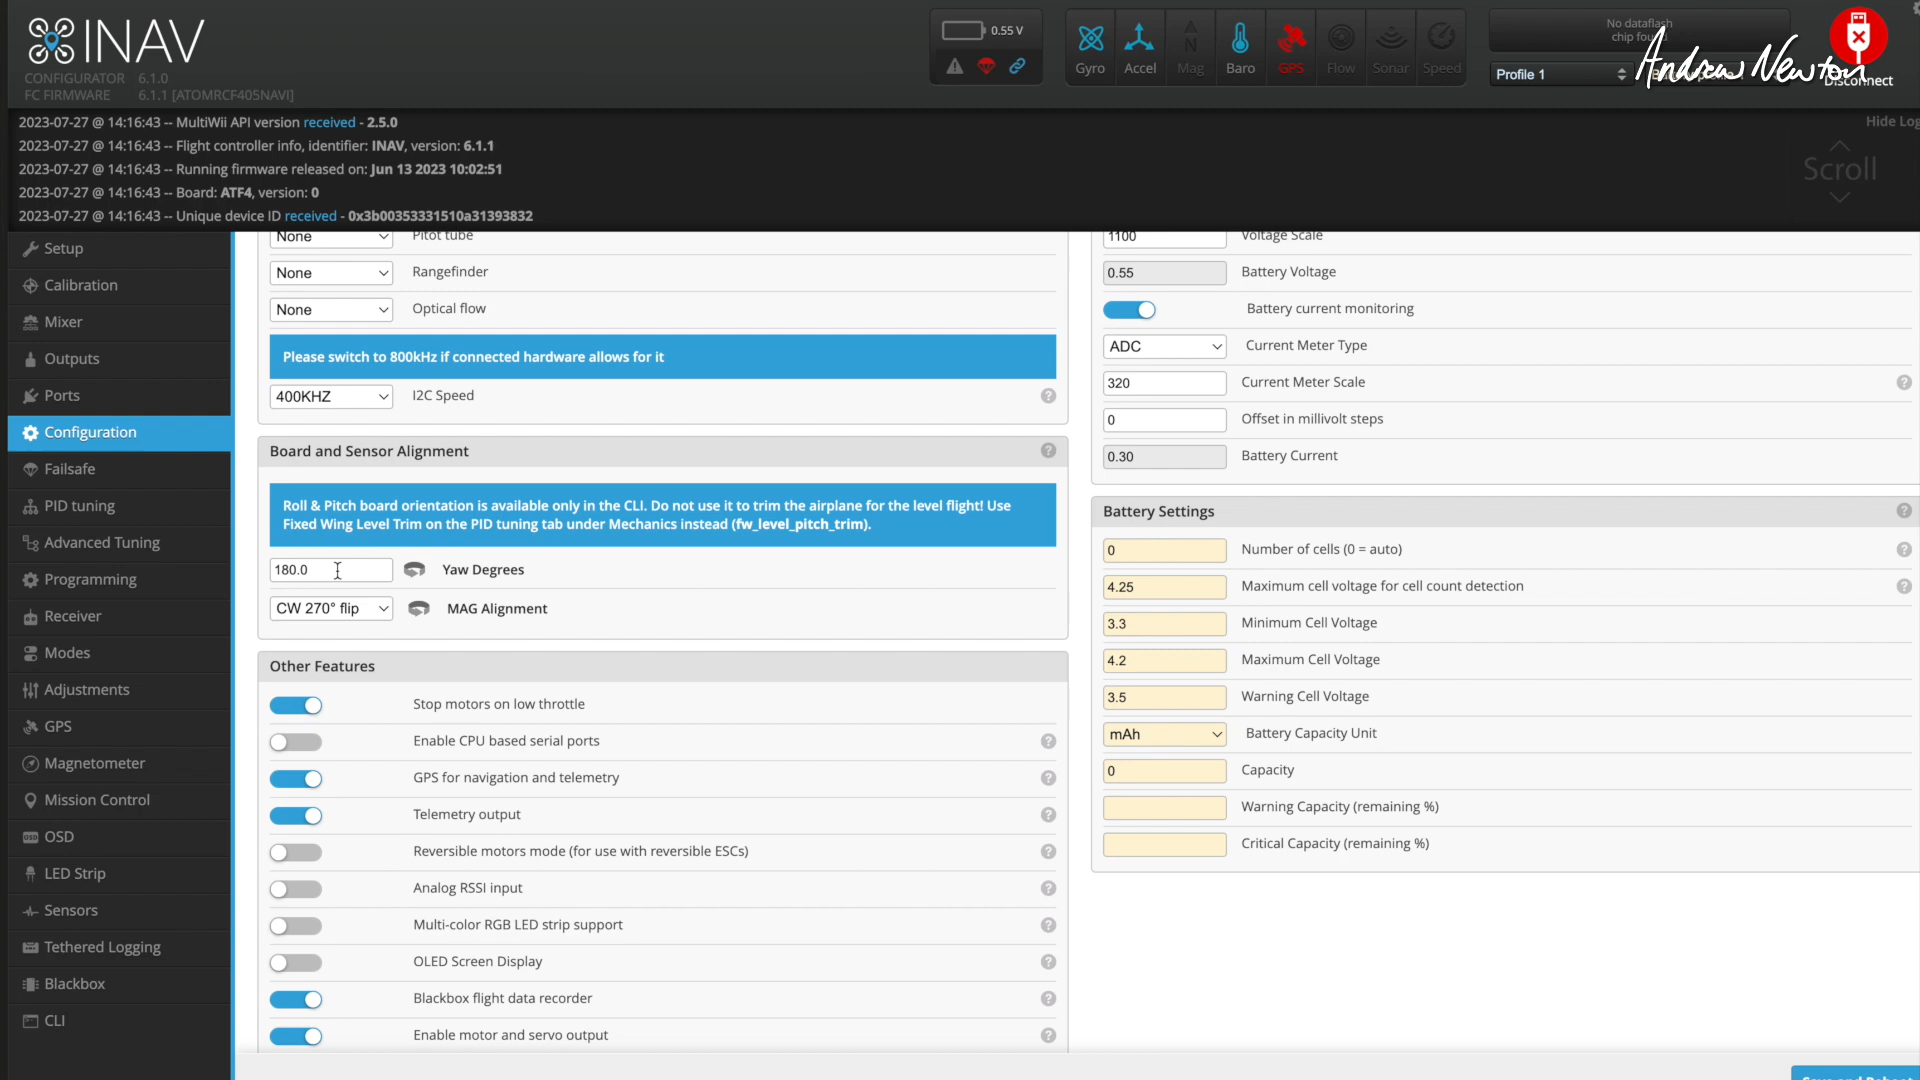 INAV
CONFIGURATOR 6.1.0
FC FIRMWARE 6.1.1 [ATOMRCF405NAVI]
0.55 V
Gyro
Accel
Mag
Baro
GPS
Flow
Sonar
Speed
No dataflash
chip found
Profile 1
Andrew Newton
Disconnect
2023-07-27 @ 14:16:43 -- MultiWii API version received - 2.5.0
2023-07-27 @ 14:16:43 -- Flight controller info, identifier: INAV, version: 6.1.1
2023-07-27 @ 14:16:43 -- Running firmware released on: Jun 13 2023 10:02:51
2023-07-27 @ 14:16:43 -- Board: ATF4, version: 0
2023-07-27 @ 14:16:43 -- Unique device ID received - 0x3b00353331510a31393832
Hide Log
Scroll
Setup
Calibration
Mixer
Outputs
Ports
Configuration
Failsafe
PID tuning
Advanced Tuning
Programming
Receiver
Modes
Adjustments
GPS
Magnetometer
Mission Control
OSD
LED Strip
Sensors
Tethered Logging
Blackbox
CLI
None Pitot tube
None Rangefinder
None Optical flow
Please switch to 800kHz if connected hardware allows for it
400KHZ I2C Speed
Board and Sensor Alignment
Roll & Pitch board orientation is available only in the CLI. Do not use it to trim the airplane for the level flight! Use
Fixed Wing Level Trim on the PID tuning tab under Mechanics instead (fw_level_pitch_trim).
180.0 Yaw Degrees
CW 270° flip MAG Alignment
Other Features
Stop motors on low throttle
Enable CPU based serial ports
GPS for navigation and telemetry
Telemetry output
Reversible motors mode (for use with reversible ESCs)
Analog RSSI input
Multi-color RGB LED strip support
OLED Screen Display
Blackbox flight data recorder
Enable motor and servo output
1100 Voltage Scale
0.55 Battery Voltage
Battery current monitoring
ADC Current Meter Type
320 Current Meter Scale
0 Offset in millivolt steps
0.30 Battery Current
Battery Settings
0 Number of cells (0 = auto)
4.25 Maximum cell voltage for cell count detection
3.3 Minimum Cell Voltage
4.2 Maximum Cell Voltage
3.5 Warning Cell Voltage
mAh Battery Capacity Unit
0 Capacity
Warning Capacity (remaining %)
Critical Capacity (remaining %)
Save and Reboot